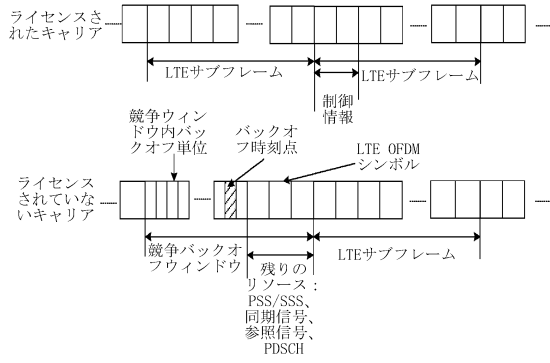 ライセンスさ
れたキャリア
LTEサブフレーム
LTEサブフレーム
制御
情報
競争ウィン
ドウ内バッ
クオフ単位
バックオ
フ時刻点
LTE OFDM
シンボル
ライセンス
されていな
いキャリア
競争バックオ
フウィンドウ
LTEサブフレーム
残りの
リソース：
PSS/SSS、
同期信号、
参照信号、
PDSCH